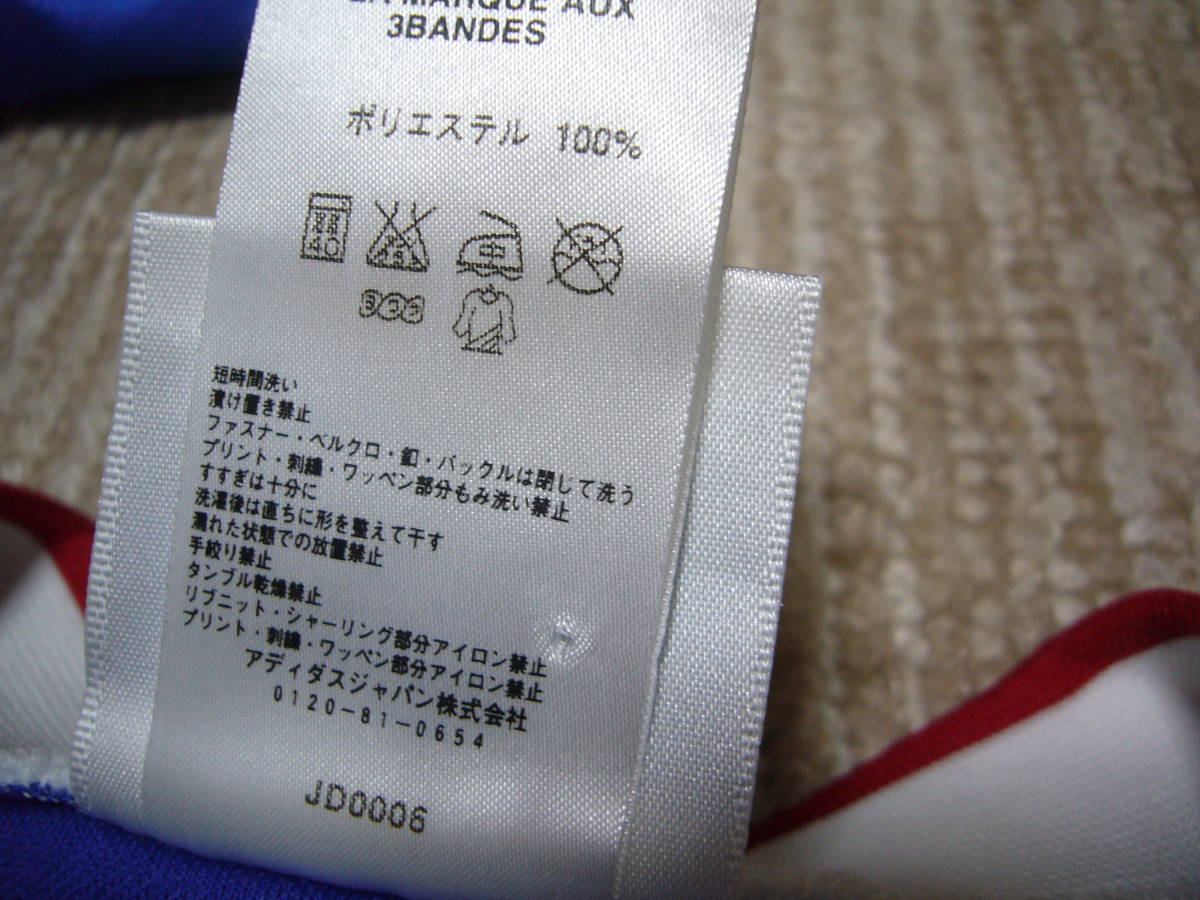 LA MARQUE AUX
3BANDES
ポリエステル 100%
40
中
短時間洗い
漬け置き禁止
ファスナー・ベルクロ・釦・バックルは閉じて洗う
プリント・刺繍・ワッペン部分もみ洗い禁止
すすぎは十分に
洗濯後は直ちに形を整えて干す
濡れた状態での放置禁止
手絞り禁止
タンブル乾燥禁止
リブニット・シャーリング部分アイロン禁止
プリント・刺繍・ワッペン部分アイロン禁止
アディダスジャパン株式会社
0120-81-0654
JD0006